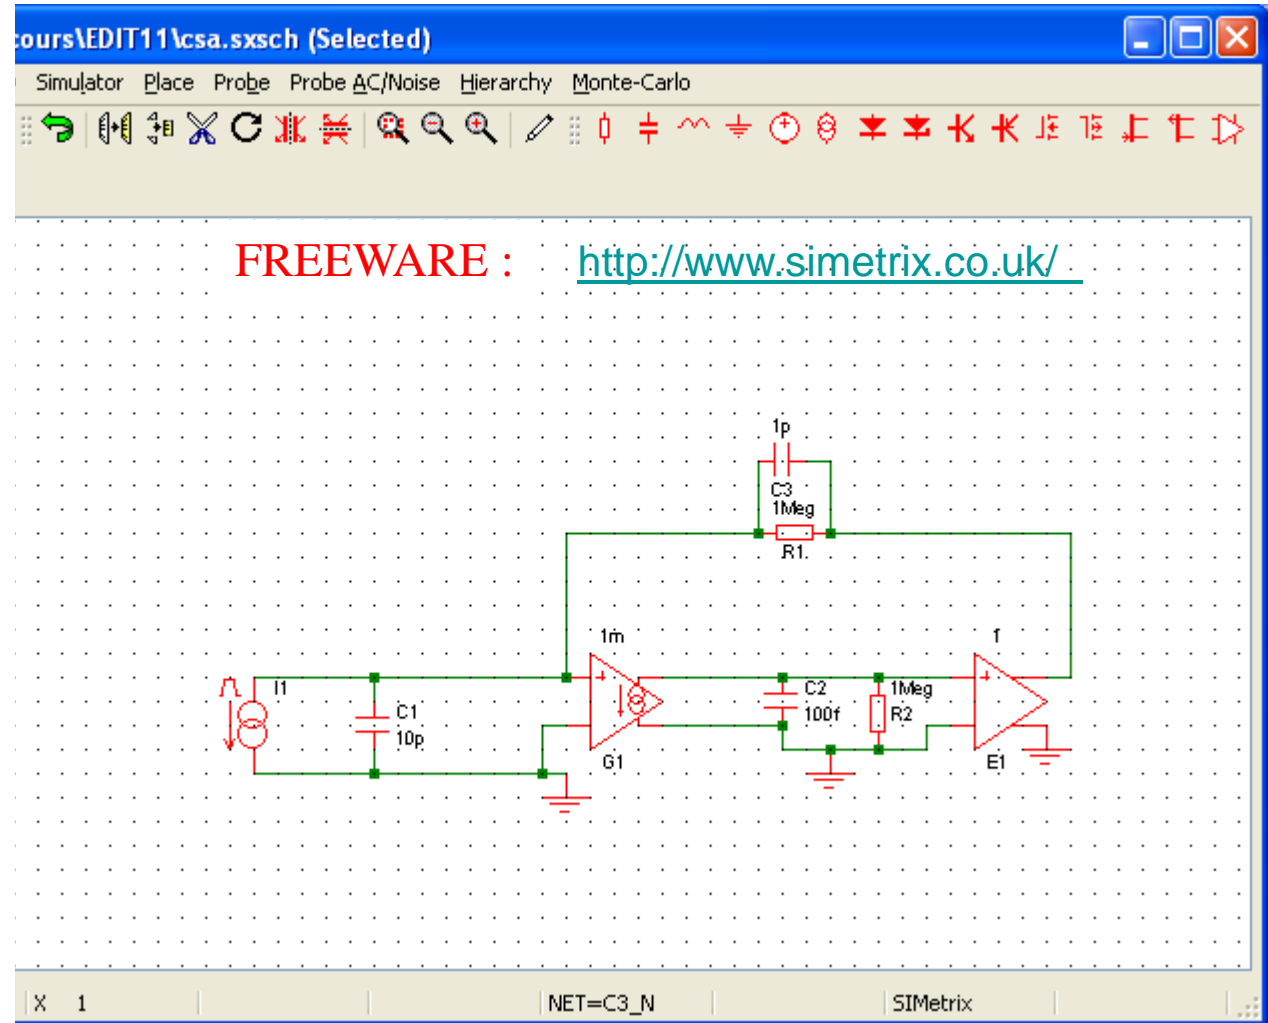 ours\EDIT11\csa.sxsch (Selected)
Simulator Place Probe Probe AC/Noise Hierarchy Monte-Carlo
FREEWARE : http://www.simetrix.co.uk/
1p
C3
1Meg
R1
1m
1
I1
C1
10p
C2
100f
1Meg
R2
G1
E1
X 1 NET=C3_N SIMetrix